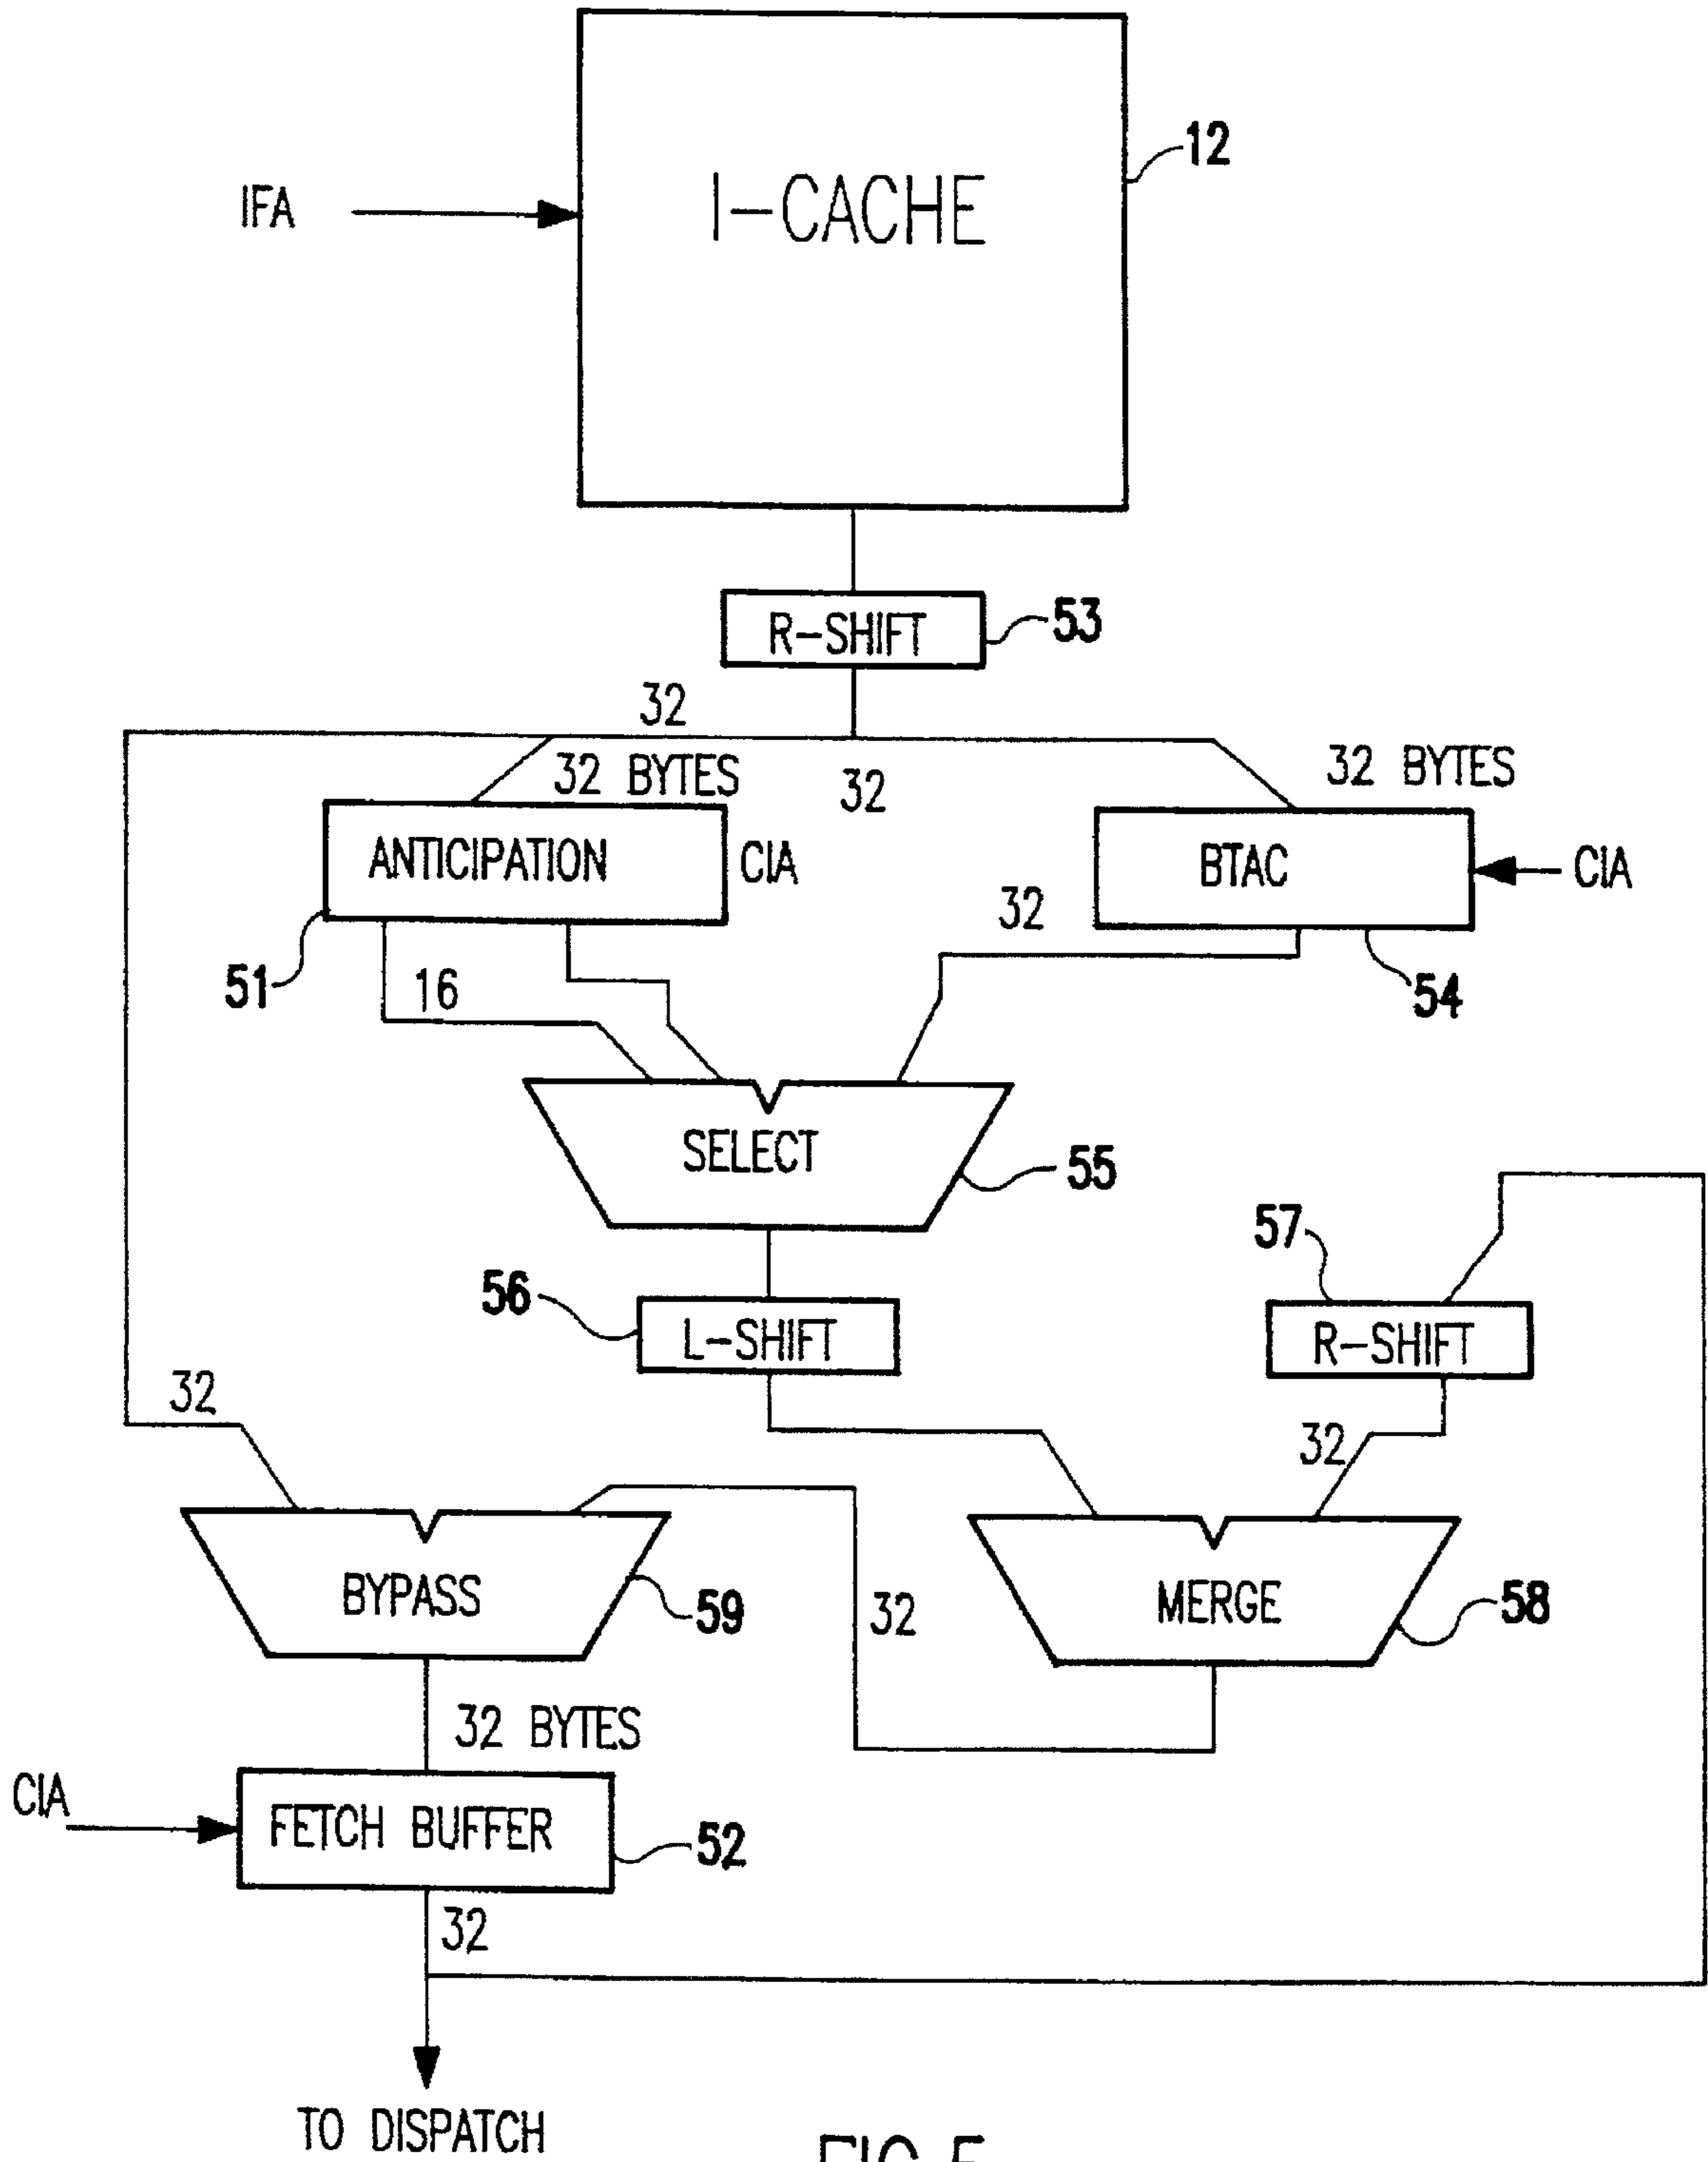 12
IFA
I-CACHE
R-SHIFT
53
32
32 BYTES
32
32 BYTES
ANTICIPATION
CIA
BTAC
CIA
32
51
16
54
SELECT
55
57
56
L-SHIFT
R-SHIFT
32
32
BYPASS
59
32
MERGE
58
32 BYTES
CIA
FETCH BUFFER
52
32
TO DISPATCH